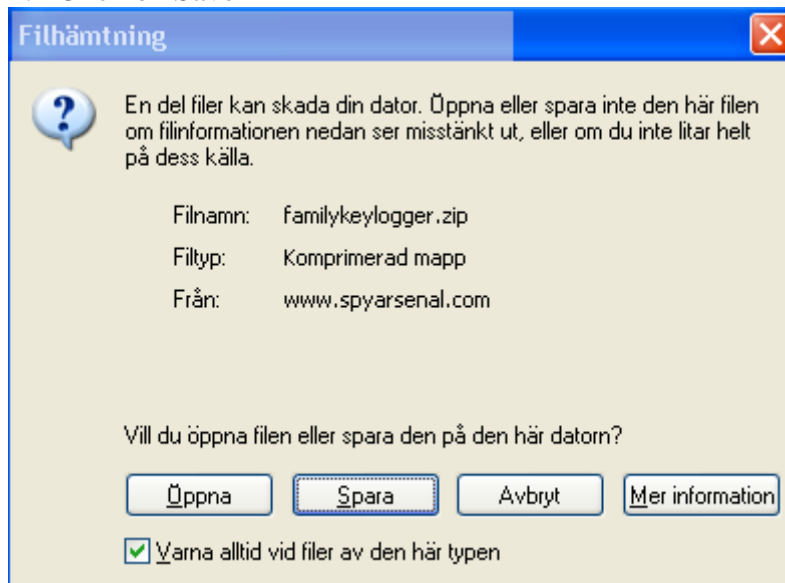 Filhämtning
En del filer kan skada din dator. Öppna eller spara inte den här filen
om filinformationen nedan ser misstänkt ut, eller om du inte litar helt
på dess källa.
Filnamn: familykeylogger.zip
Filtyp: Komprimerad mapp
Från: www.spyarsenal.com
Vill du öppna filen eller spara den på den här datorn?
Öppna Spara Avbryt Mer information
Varna alltid vid filer av den här typen